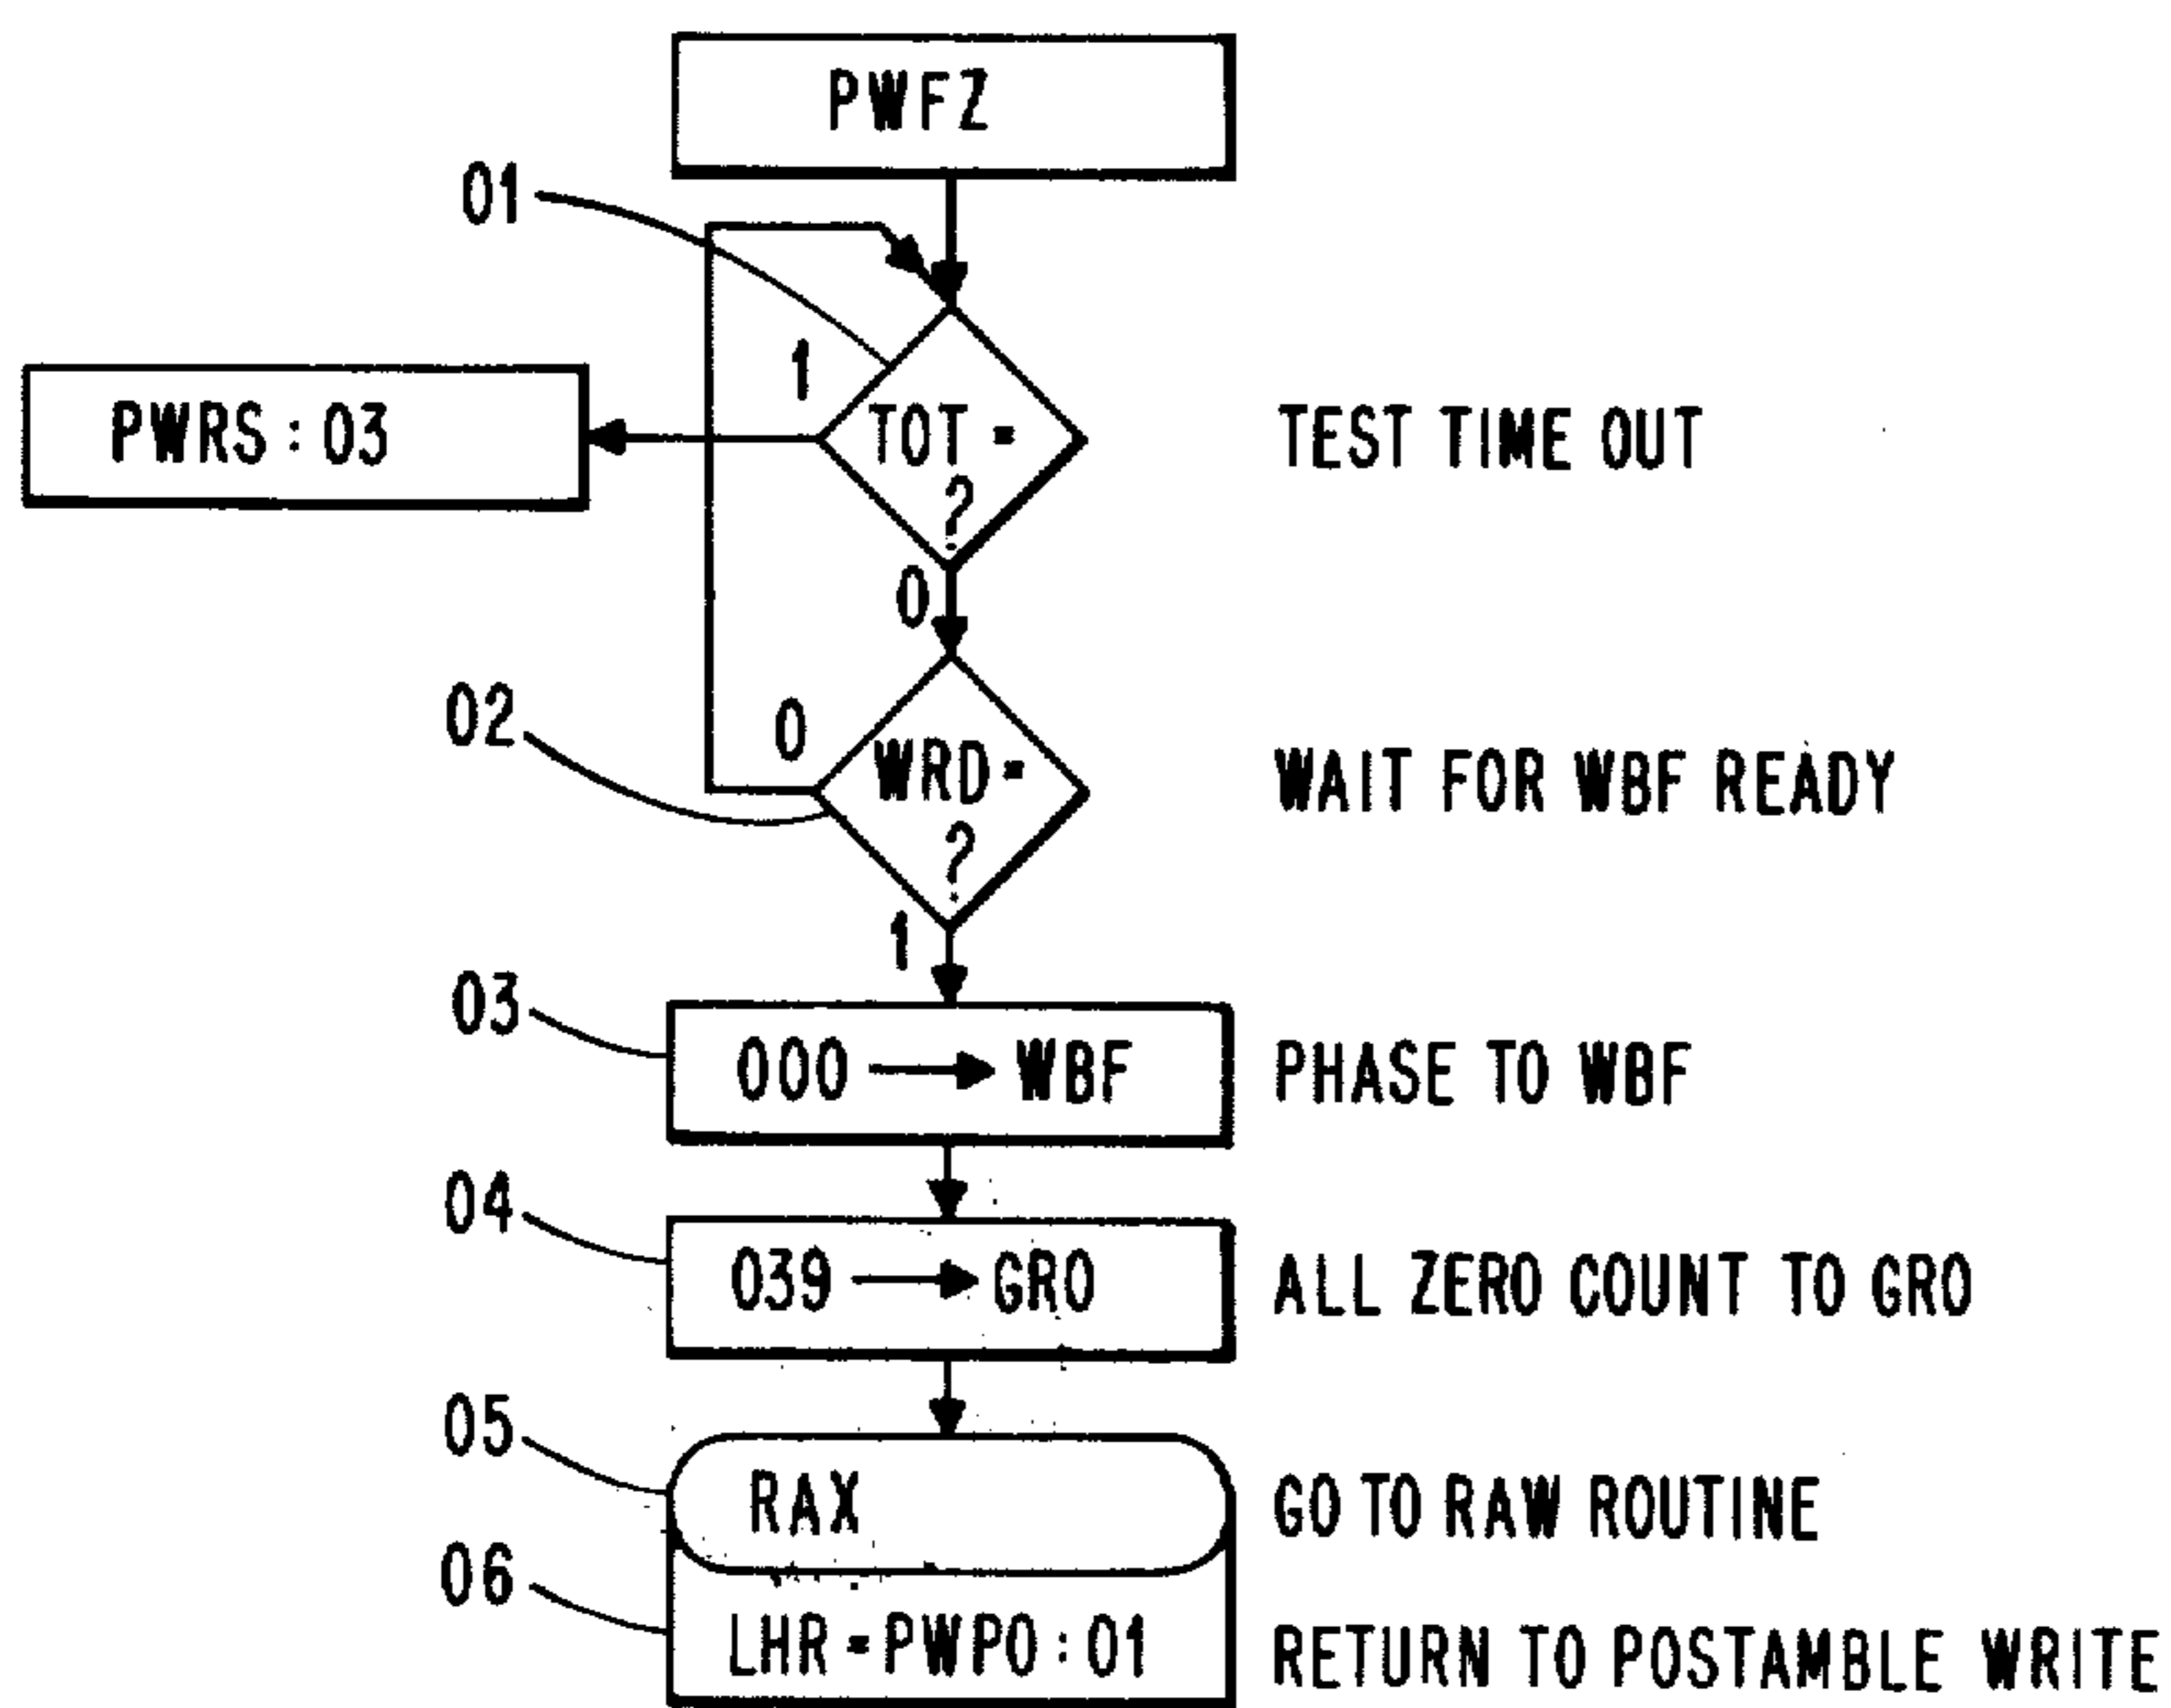 PWFZ
01
1
PWRS:03
TOT =
?
TEST TIME OUT
0
02
0
WRD=
?
WAIT FOR WBF READY
1
03
000 → WBF
PHASE TO WBF
04
039 → GR0
ALL ZERO COUNT TO GR0
05
RAX
GO TO RAW ROUTINE
06
LHR=PWPO:01
RETURN TO POSTAMBLE WRITE